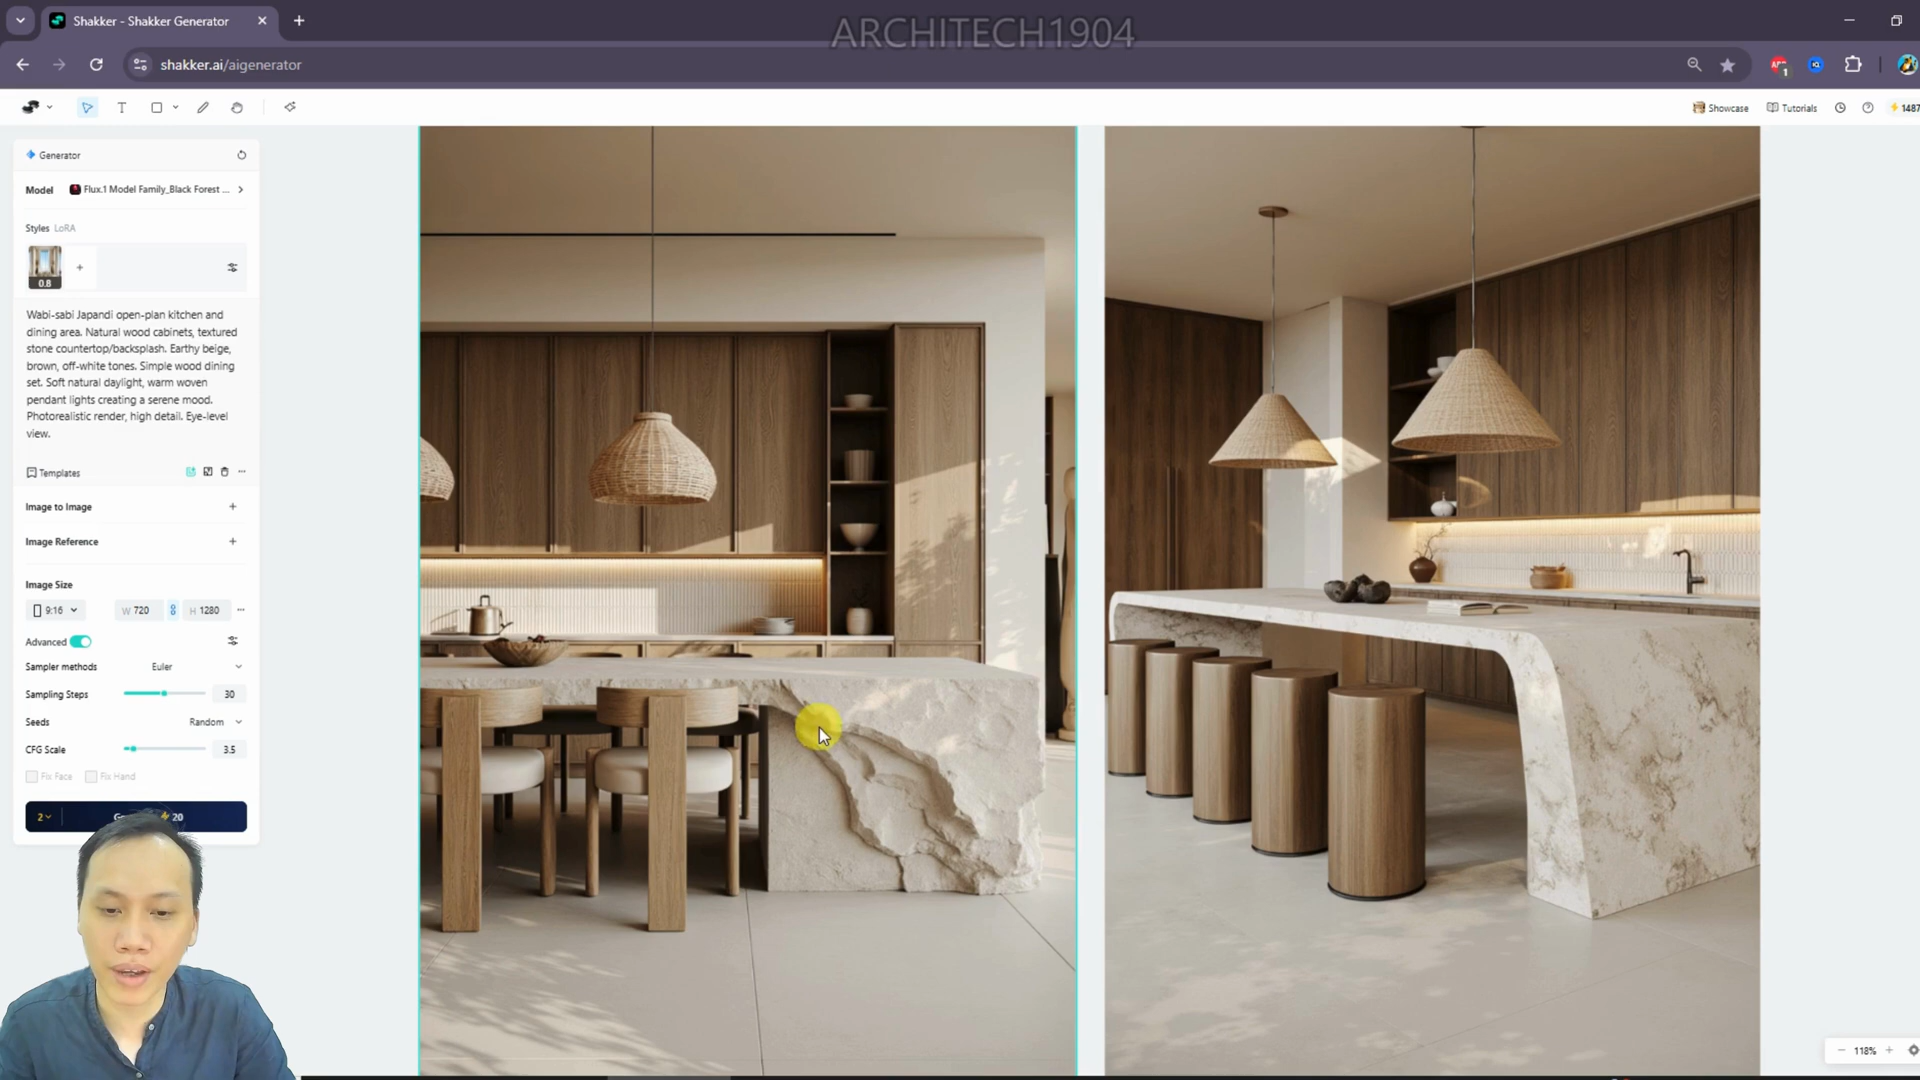 Shakker - Shakker Generator
ARCHITECH1904
shakker.ai/aigenerator
1
Showcase
Tutorials
1487
Generator
Model Flux.1 Model Family_Black Forest ...
Styles LoRA
0.8
Wabi-sabi Japandi open-plan kitchen and
dining area. Natural wood cabinets, textured
stone countertop/backsplash. Earthy beige,
brown, off-white tones. Simple wood dining
set. Soft natural daylight, warm woven
pendant lights creating a serene mood.
Photorealistic render, high detail. Eye-level
view.
Templates
Image to Image
Image Reference
Image Size
9:16 W 720 H 1280
Advanced
Sampler methods Euler
Sampling Steps 30
Seeds Random
CFG Scale 3.5
Fix Face Fix Hand
2 20
118%